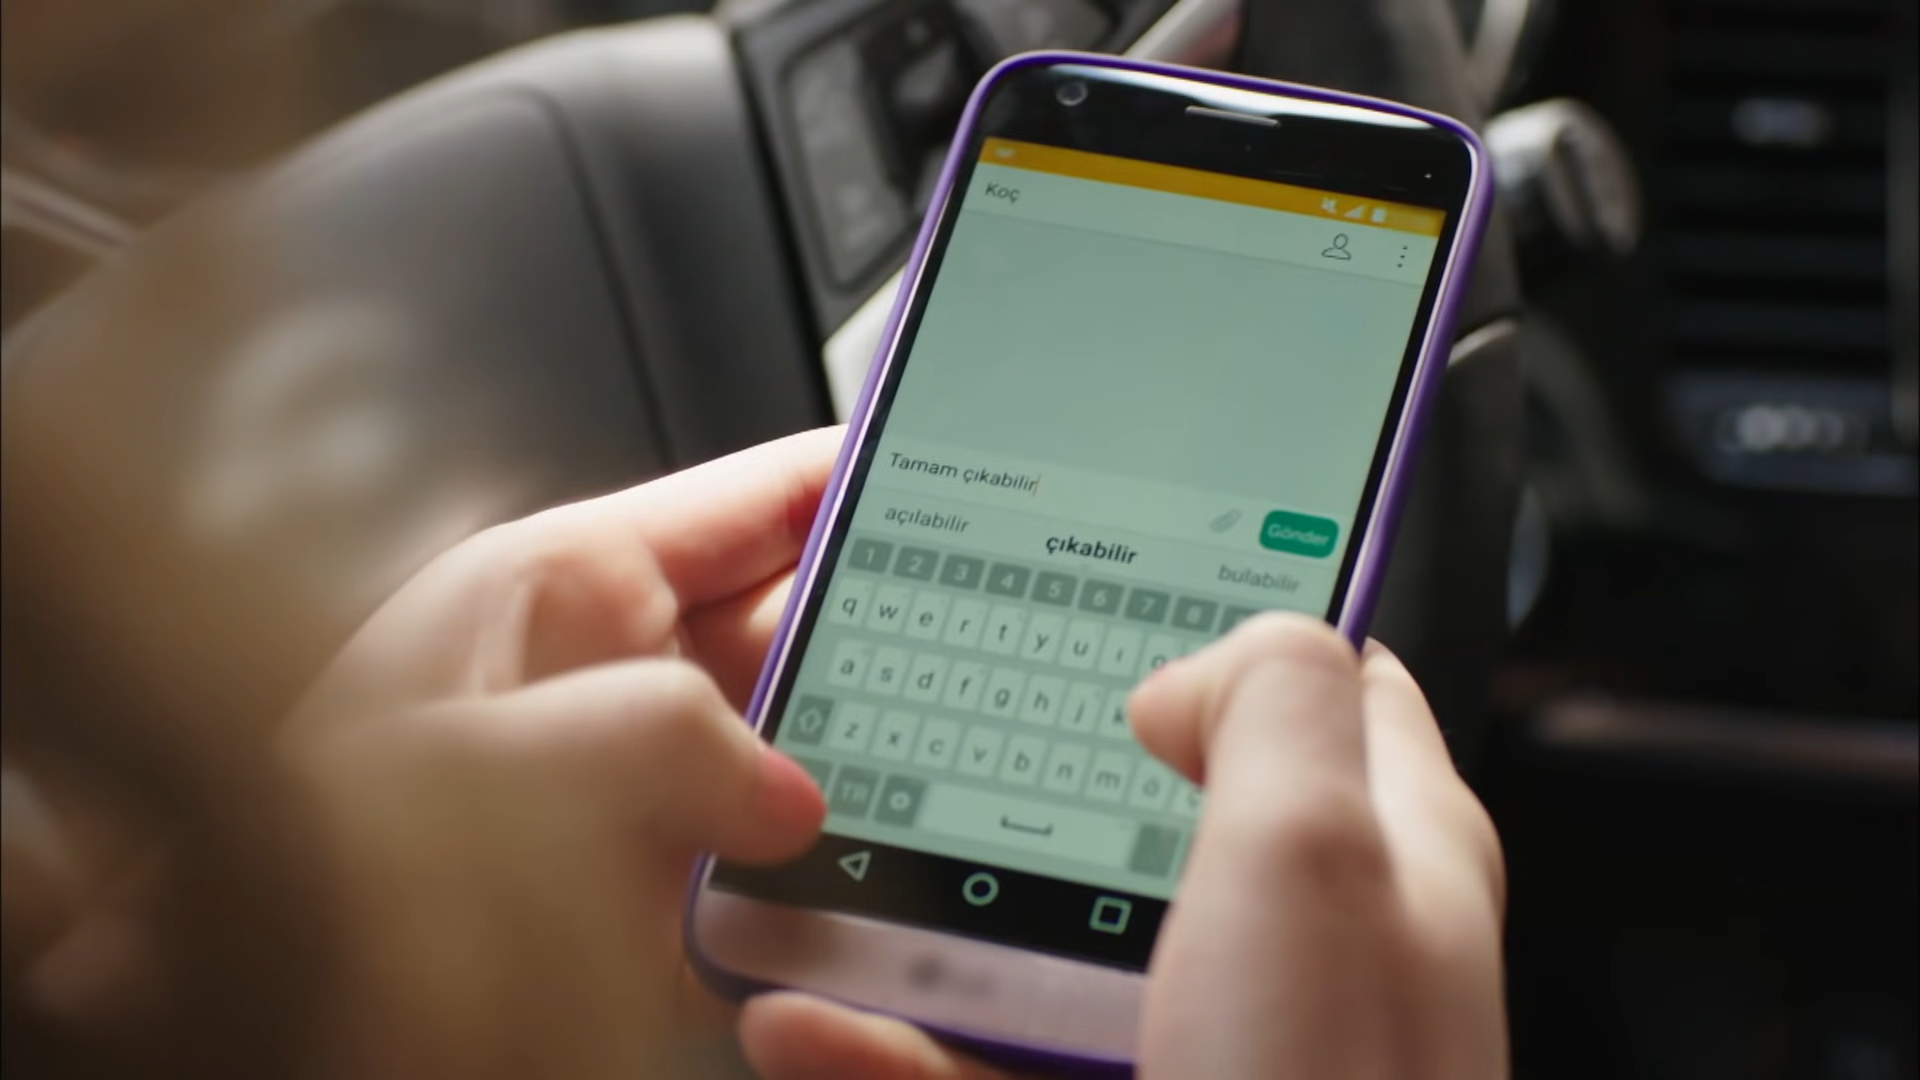 Koç
Tamam çıkabilir
Gönder
açılabilir çıkabilir bulabilir
1 2 3 4 5 6 7 8
q w e r t y u ı o
a s d f g h j k
z x c v b n m ö ç
TR